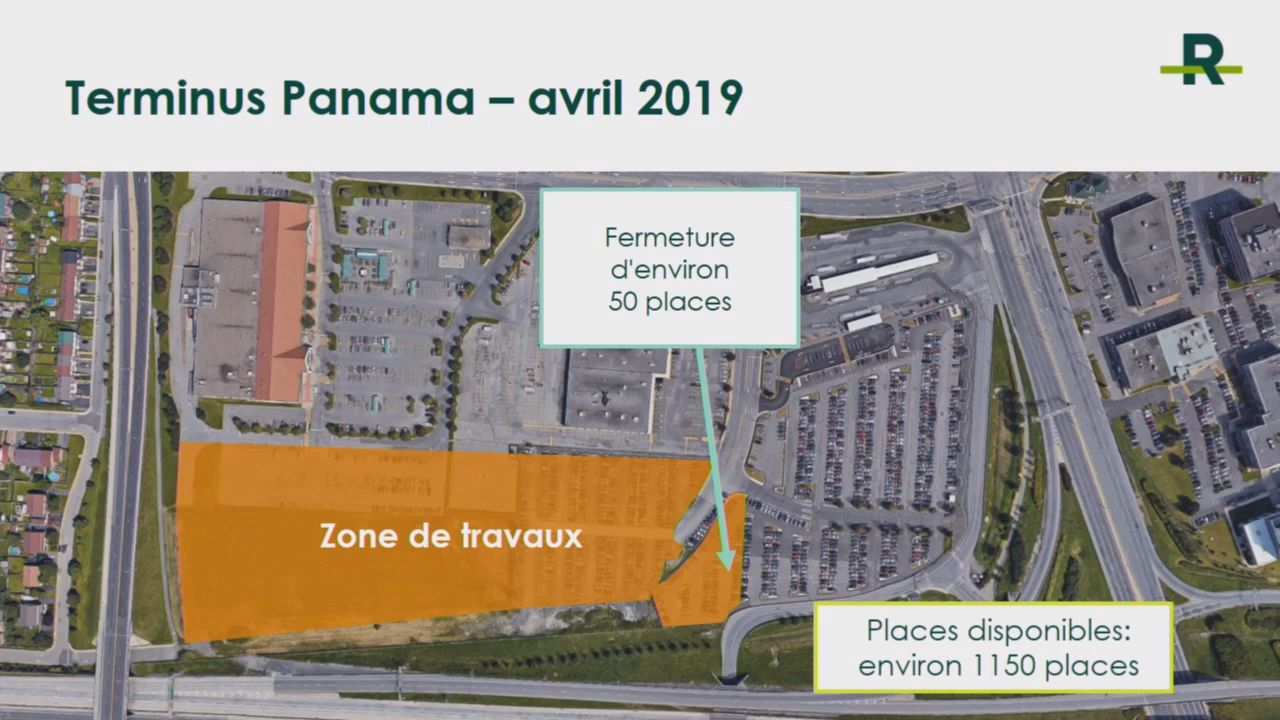 R
Terminus Panama – avril 2019
Fermeture
d'environ
50 places
Zone de travaux
Places disponibles:
environ 1150 places